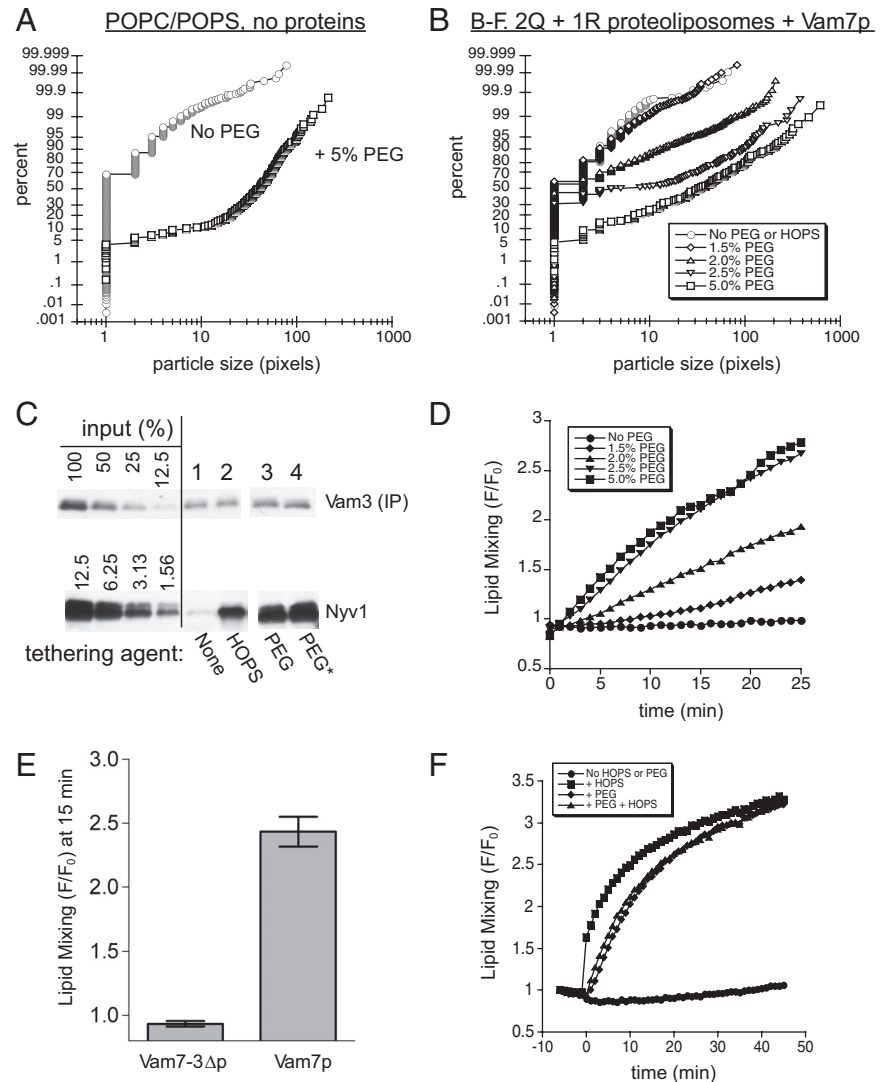 A POPC/POPS, no proteins
percent
99.999
99.99
99.9
99
95
90
80
70
50
30
20
10
5
1
.1
.01
.001
No PEG
+ 5% PEG
1 10 100 1000
particle size (pixels)
B B-F. 2Q + 1R proteoliposomes + Vam7p
percent
99.999
99.99
99.9
99
95
90
80
70
50
30
20
10
5
1
.1
.01
.001
No PEG or HOPS
1.5% PEG
2.0% PEG
2.5% PEG
5.0% PEG
1 10 100 1000
particle size (pixels)
C
input (%)
100 50 25 12.5 1 2 3 4
Vam3 (IP)
12.5 6.25 3.13 1.56
Nyv1
tethering agent: None HOPS PEG PEG*
D
Lipid Mixing (F/F0)
3
2.5
2
1.5
1
0.5
No PEG
1.5% PEG
2.0% PEG
2.5% PEG
5.0% PEG
0 5 10 15 20 25
time (min)
E
Lipid Mixing (F/F0) at 15 min
3.0
2.5
2.0
1.5
1.0
Vam7-3Δp Vam7p
F
Lipid Mixing (F/F0)
3.5
3
2.5
2
1.5
1
0.5
No HOPS or PEG
+ HOPS
+ PEG
+ PEG + HOPS
-10 0 10 20 30 40 50
time (min)